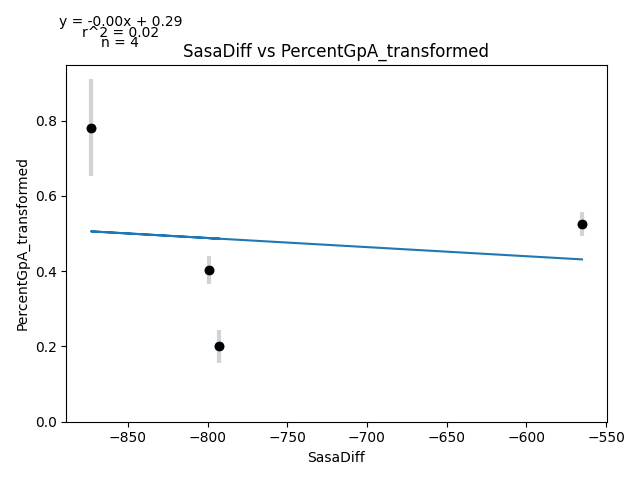 y = -0.00x + 0.29
r^2 = 0.02
n = 4
SasaDiff vs PercentGpA_transformed
PercentGpA_transformed
0.8
0.6
0.4
0.2
0.0
−850
−800
−750
−700
−650
−600
−550
SasaDiff